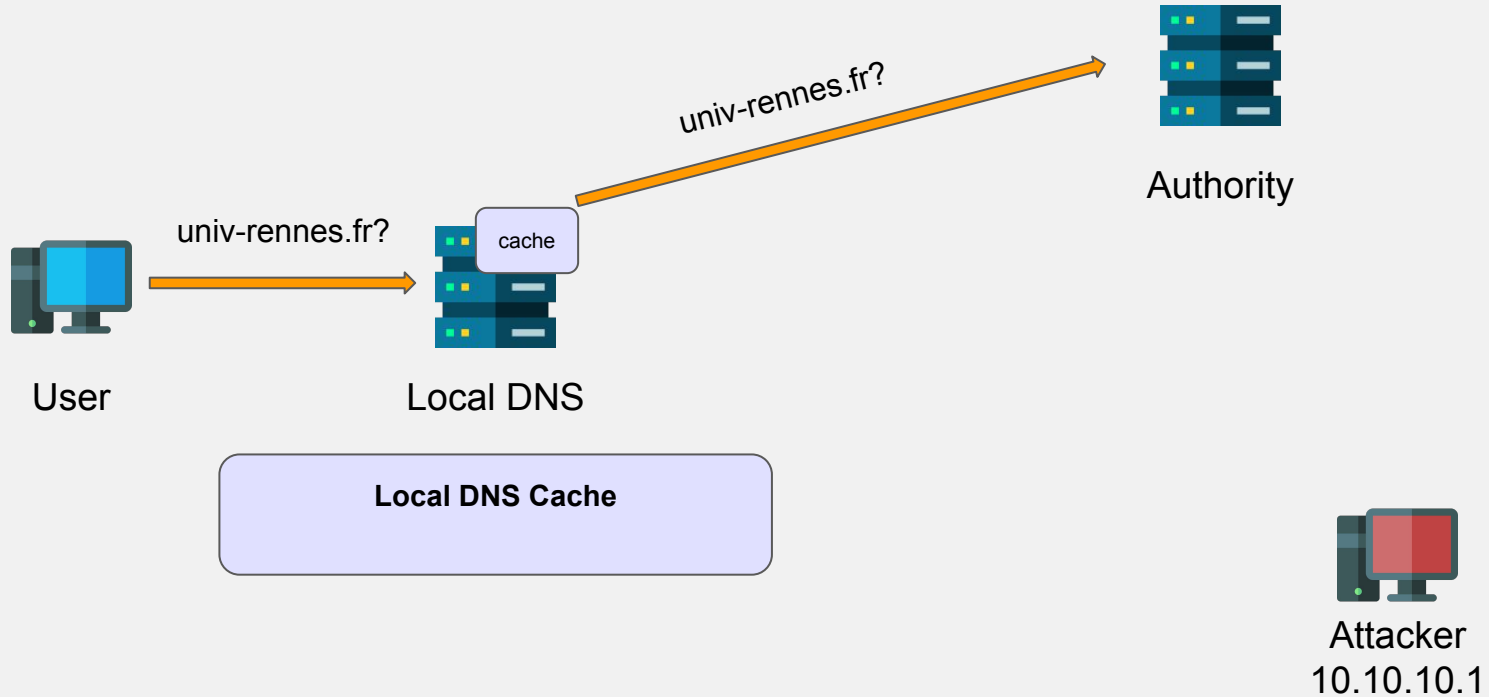 univ-rennes.fr?
Authority
univ-rennes.fr?
cache
User
Local DNS
Local DNS Cache
Attacker
10.10.10.1